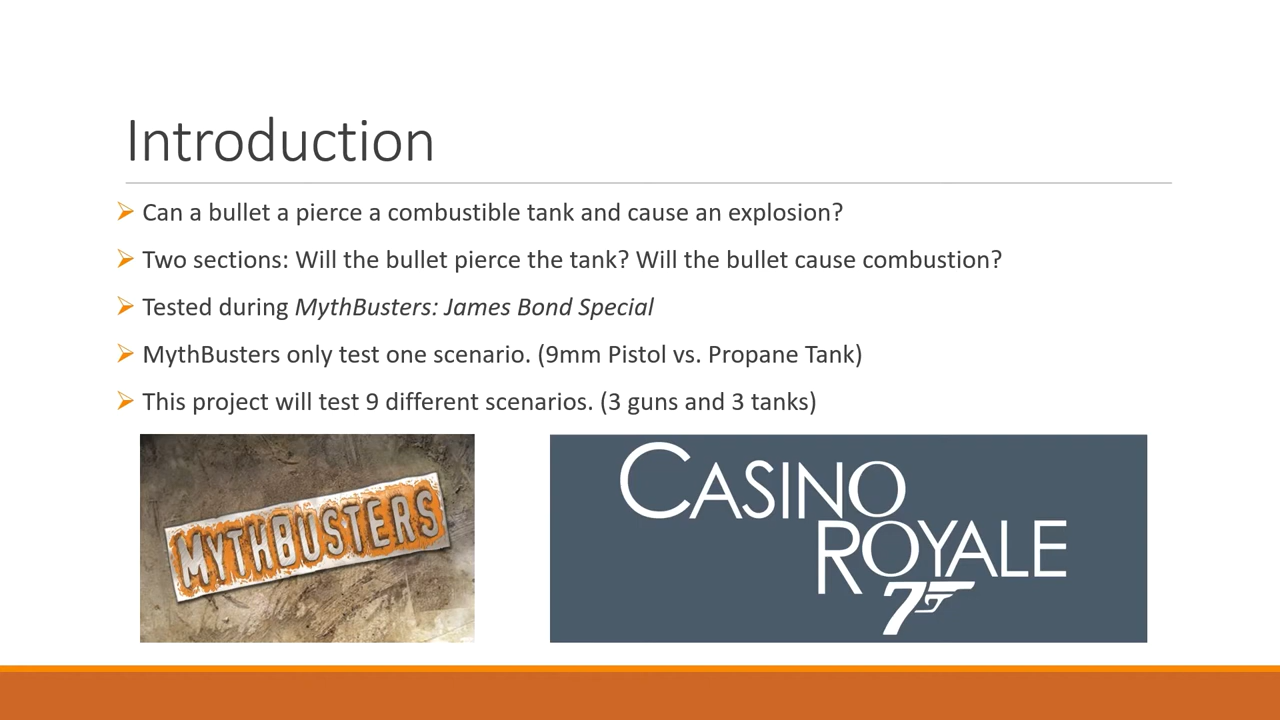 Introduction
Can a bullet a pierce a combustible tank and cause an explosion?
Two sections: Will the bullet pierce the tank? Will the bullet cause combustion?
Tested during MythBusters: James Bond Special
MythBusters only test one scenario. (9mm Pistol vs. Propane Tank)
This project will test 9 different scenarios. (3 guns and 3 tanks)
MYTHBUSTERS
CASINO
ROYALE
7